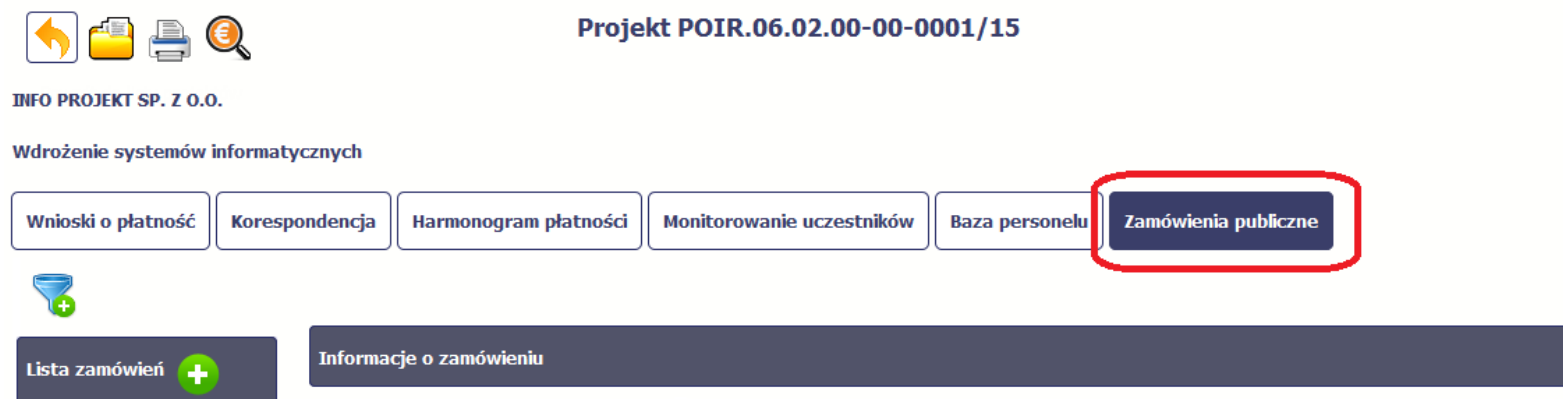 Projekt POIR.06.02.00-00-0001/15
INFO PROJEKT SP. Z O.O.
Wdrożenie systemów informatycznych
Wnioski o płatność Korespondencja Harmonogram płatności Monitorowanie uczestników Baza personelu Zamówienia publiczne
Lista zamówień Informacje o zamówieniu